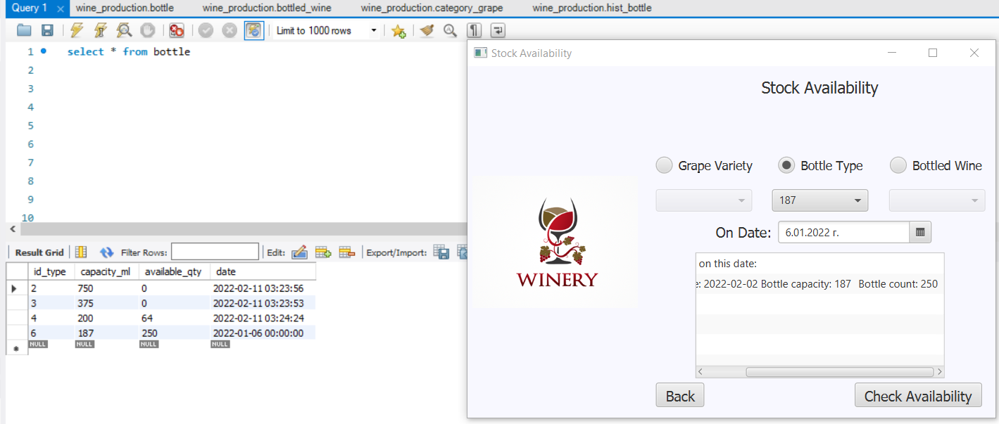 Query 1
wine_production.bottle
wine_production.bottled_wine
wine_production.category_grape
wine_production.hist_bottle
Limit to 1000 rows
1 select * from bottle
2
3
4
5
6
7
8
9
10
Result Grid Filter Rows: Edit: Export/Import:
id_type capacity_ml available_qty date
2 750 0 2022-02-11 03:23:56
3 375 0 2022-02-11 03:23:53
4 200 64 2022-02-11 03:24:24
6 187 250 2022-01-06 00:00:00
NULL NULL NULL NULL
Stock Availability
Stock Availability
Grape Variety Bottle Type Bottled Wine
187
On Date: 6.01.2022 г.
on this date:
e: 2022-02-02 Bottle capacity: 187 Bottle count: 250
WINERY
Back Check Availability